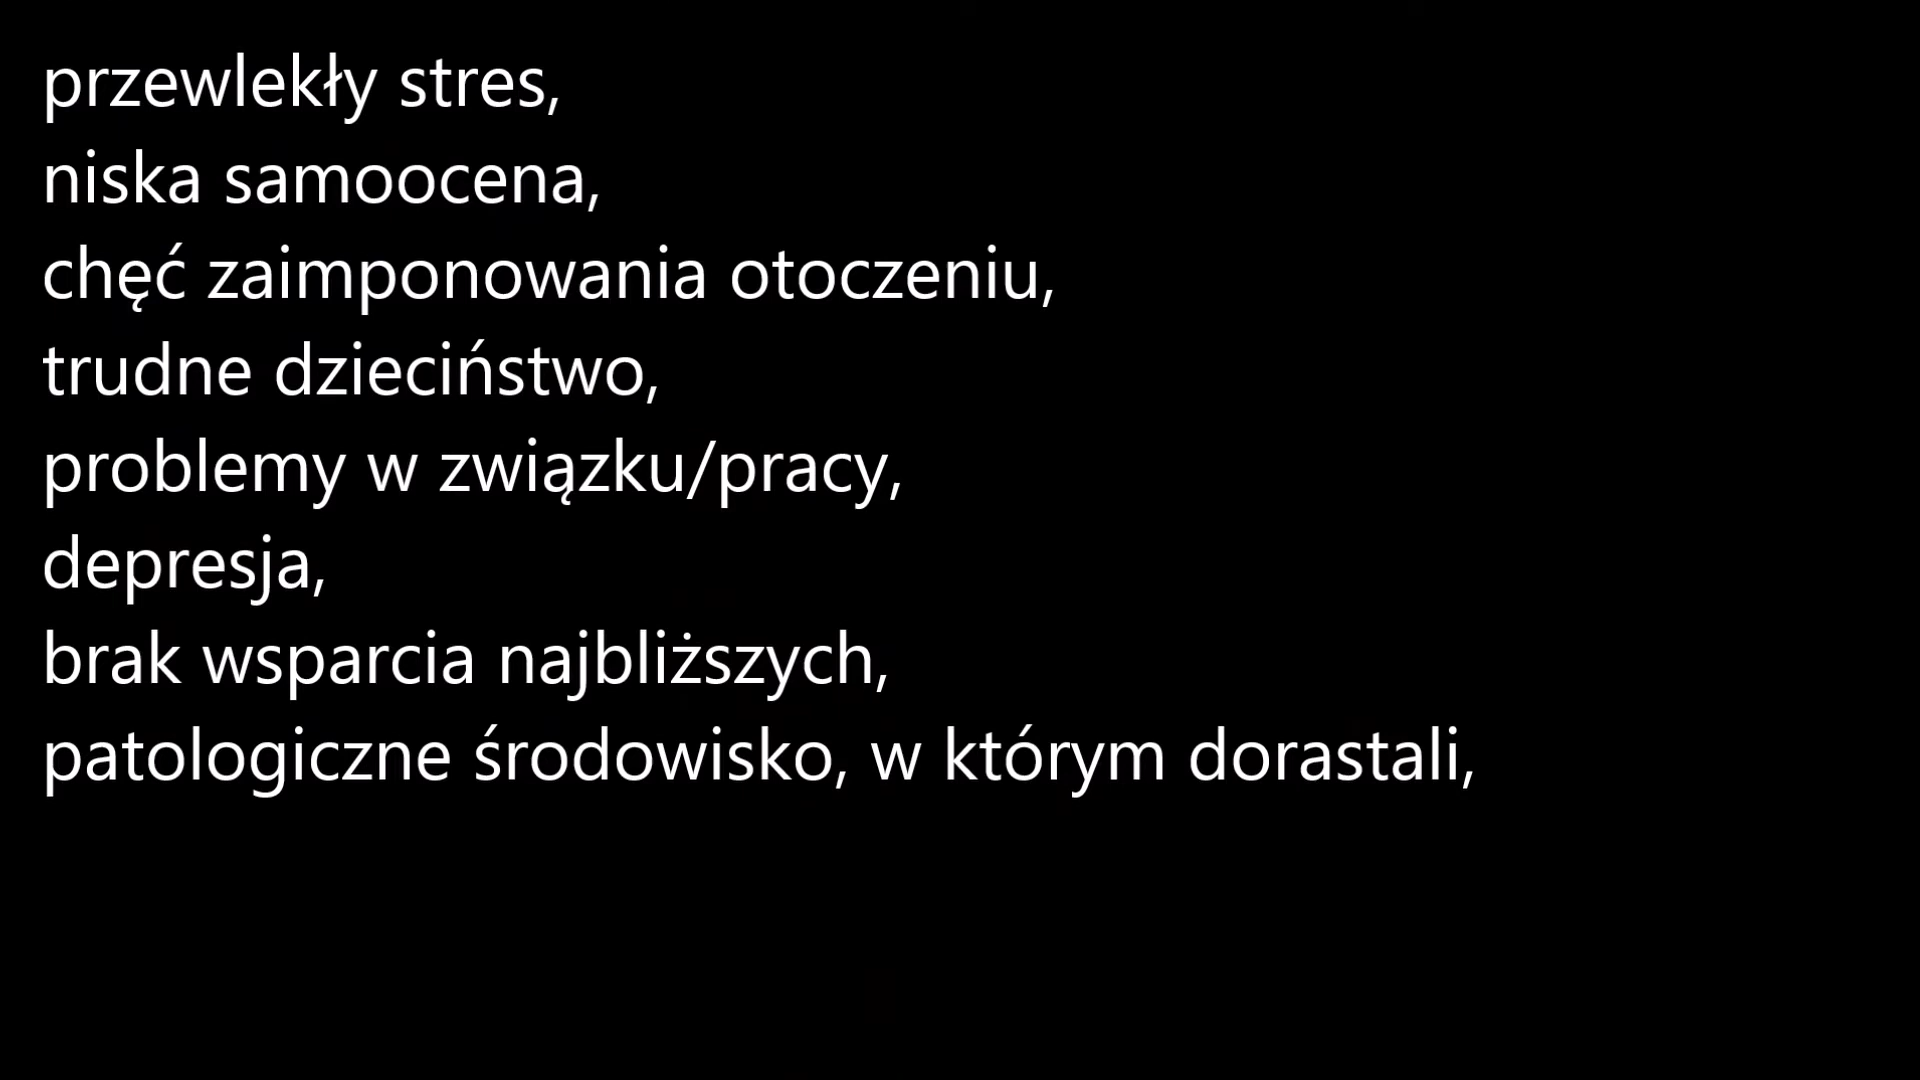 przewlekły stres,
niska samoocena,
chęć zaimponowania otoczeniu,
trudne dzieciństwo,
problemy w związku/pracy,
depresja,
brak wsparcia najbliższych,
patologiczne środowisko, w którym dorastali,